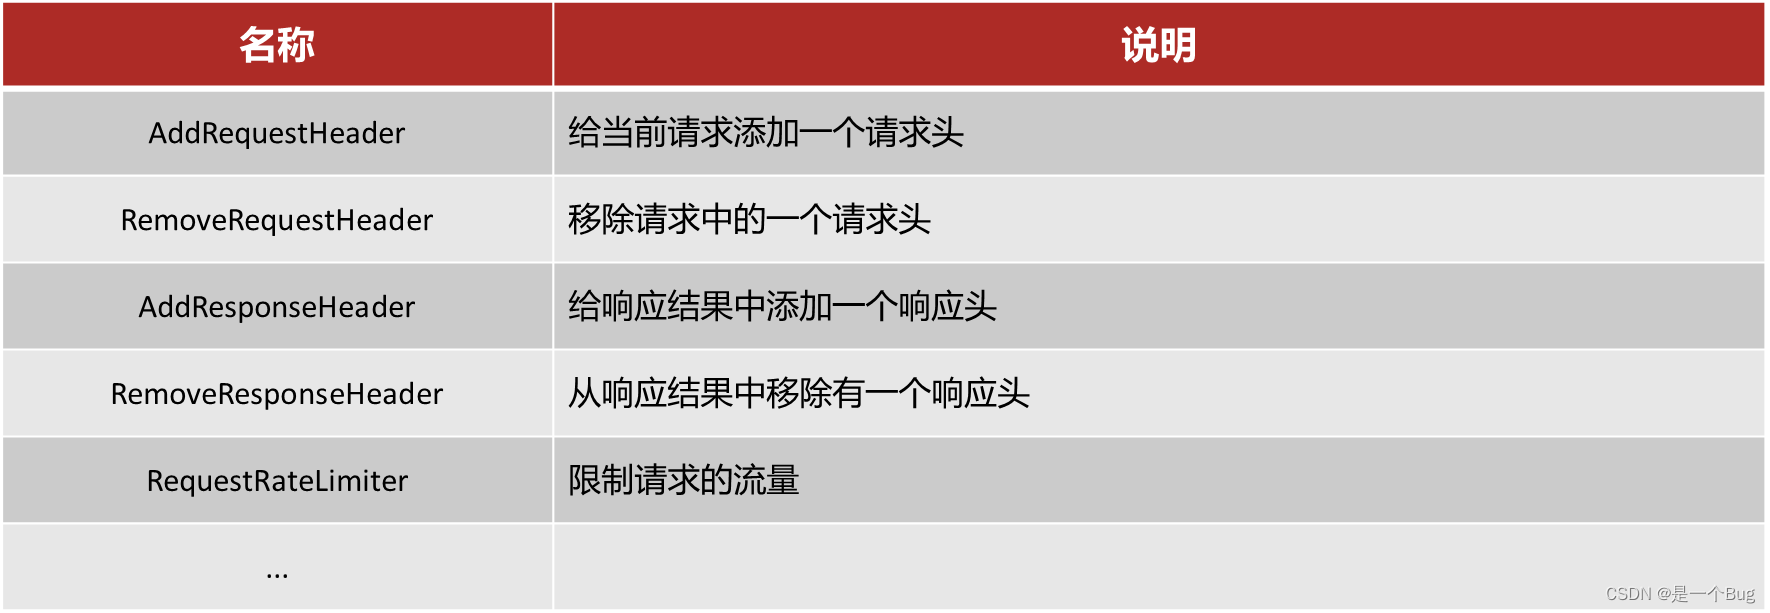 名称 说明
AddRequestHeader 给当前请求添加一个请求头
RemoveRequestHeader 移除请求中的一个请求头
AddResponseHeader 给响应结果中添加一个响应头
RemoveResponseHeader 从响应结果中移除有一个响应头
RequestRateLimiter 限制请求的流量
...
CSDN @是一个Bug